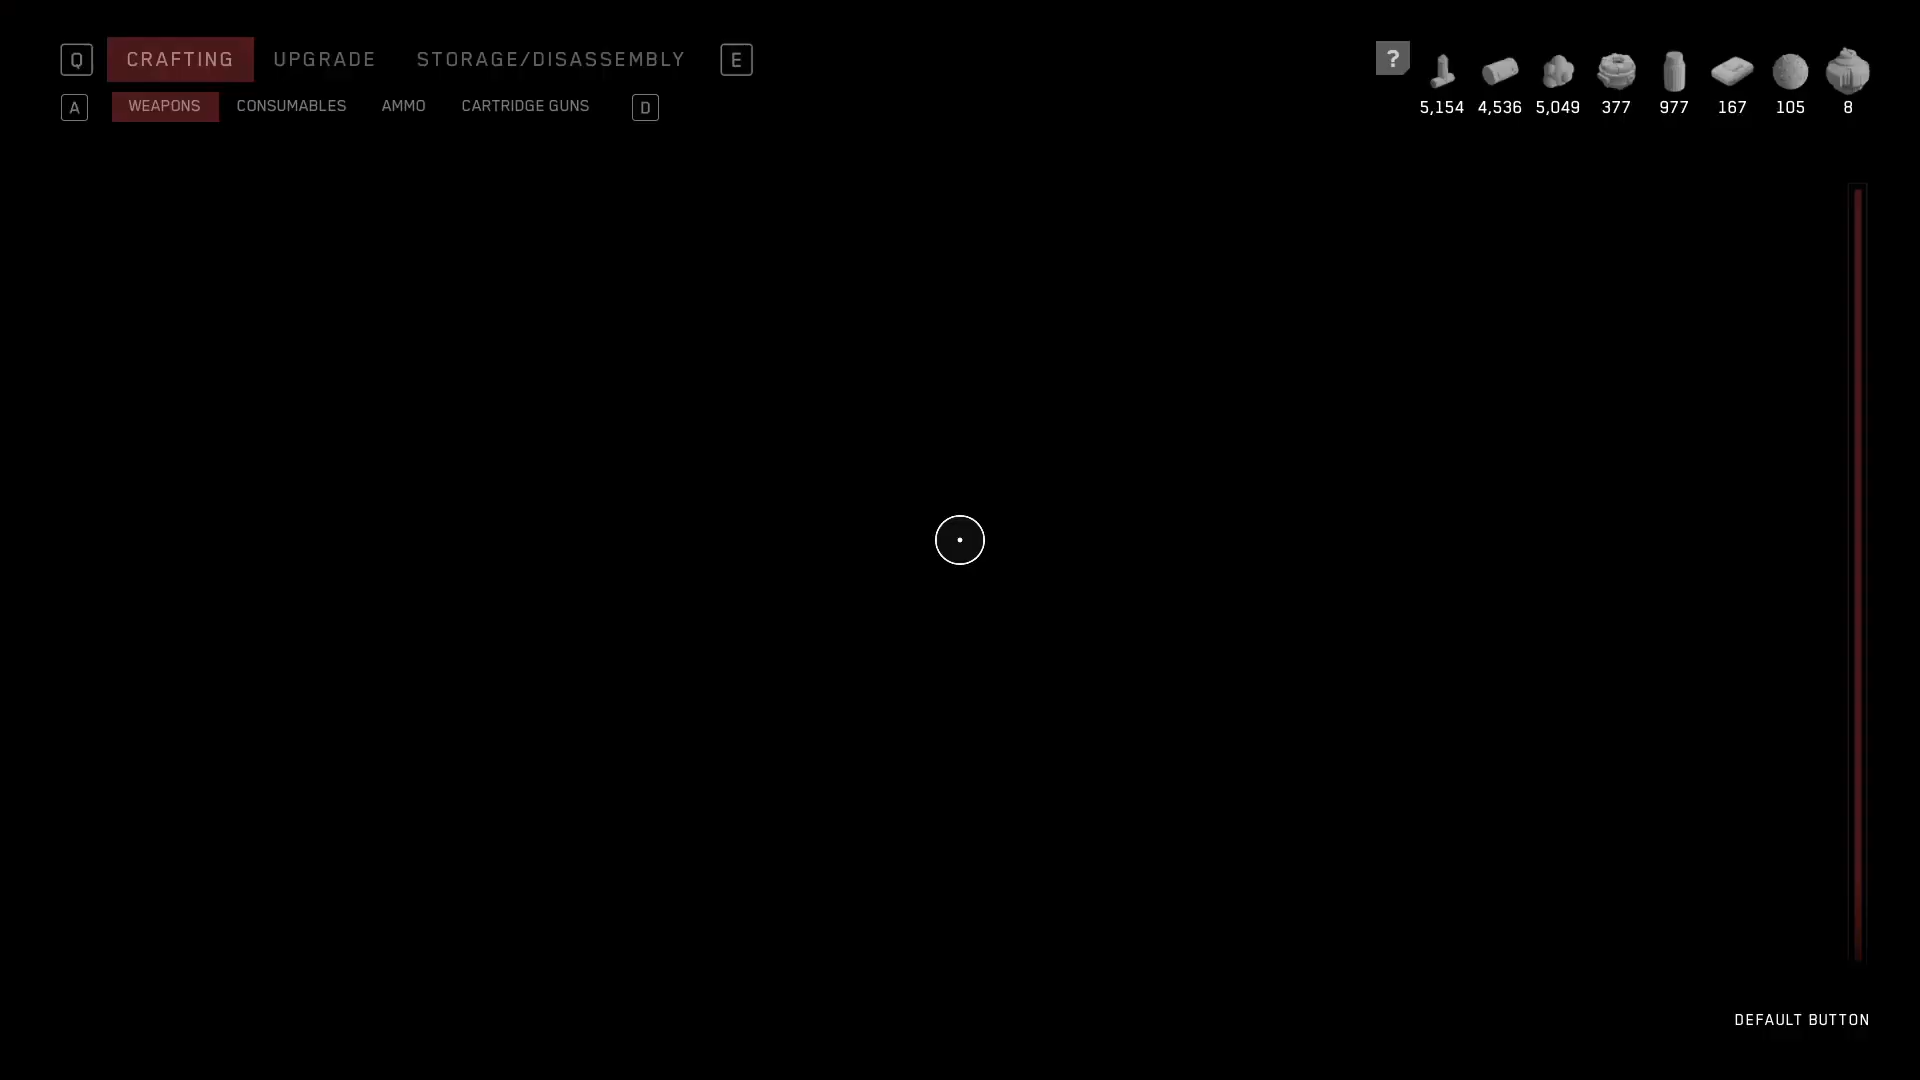 Q CRAFTING UPGRADE STORAGE/DISASSEMBLY E
A WEAPONS CONSUMABLES AMMO CARTRIDGE GUNS D
?
5,154 4,536 5,049 377 977 167 105 8
DEFAULT BUTTON